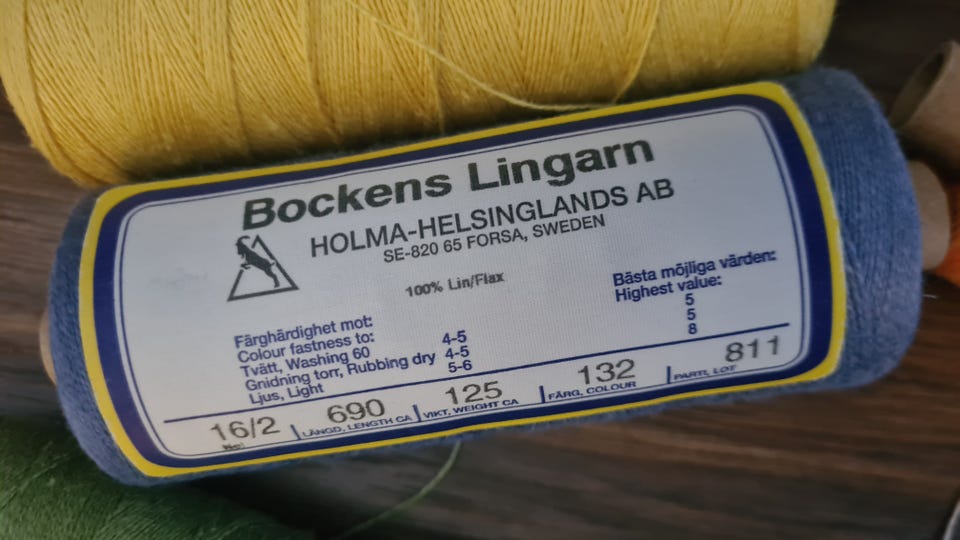 Bockens Lingarn
HOLMA-HELSINGLANDS AB
SE-820 65 FORSA, SWEDEN
100% Lin/Flax
Färghärdighet mot:
Colour fastness to:
Tvätt, Washing 60 4-5
Gnidning torr, Rubbing dry 4-5
Ljus, Light 5-6
Bästa möjliga värden:
Highest value:
5
5
8
16/2 690 125 132 811
LÄNGD, LENGTH CA VIKT, WEIGHT CA FÄRG, COLOUR PARTI, LOT